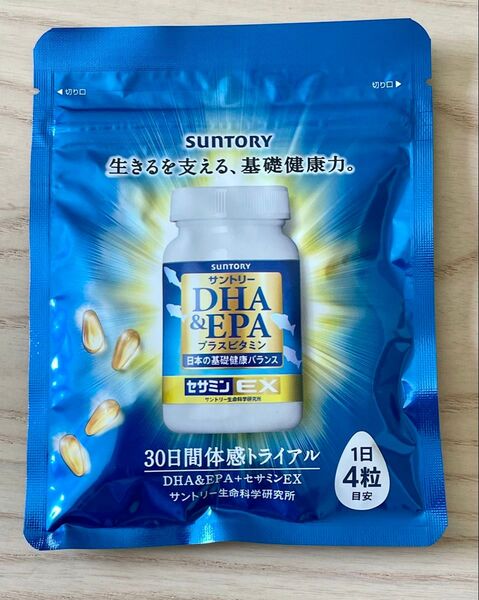 ◀切り口
切り口▶
SUNTORY
生きるを支える、基礎健康力。
SUNTORY
サントリー
DHA
&EPA
プラスビタミン
日本の基礎健康バランス
セサミンEX
サントリー生命科学研究所
30日間体感トライアル
DHA&EPA+セサミンEX
サントリー生命科学研究所
1日
4粒
目安